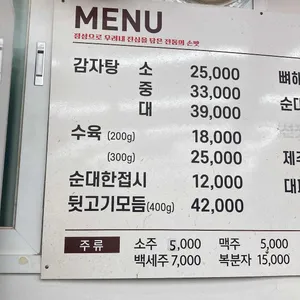 MENU
정성으로 우려내 진심을 담은 전통의 손맛
감자탕 소 25,000
중 33,000
대 39,000
수육 (200g) 18,000
(300g) 25,000
순대한접시 12,000
뒷고기모듬(400g) 42,000
뼈해
순대
제주
대파
주류 소주 5,000 맥주 5,000
백세주 7,000 복분자 15,000